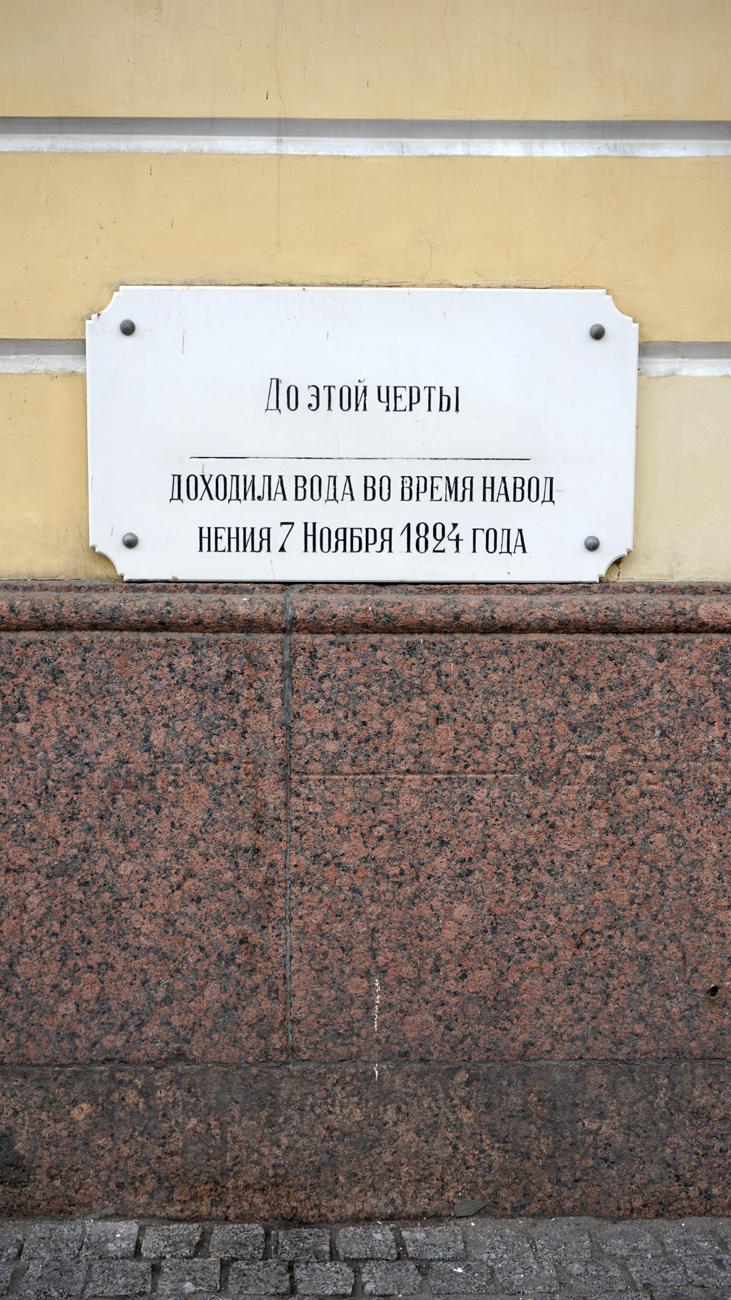 До этой черты
доходила вода во время навод-
нения 7 Ноября 1824 года